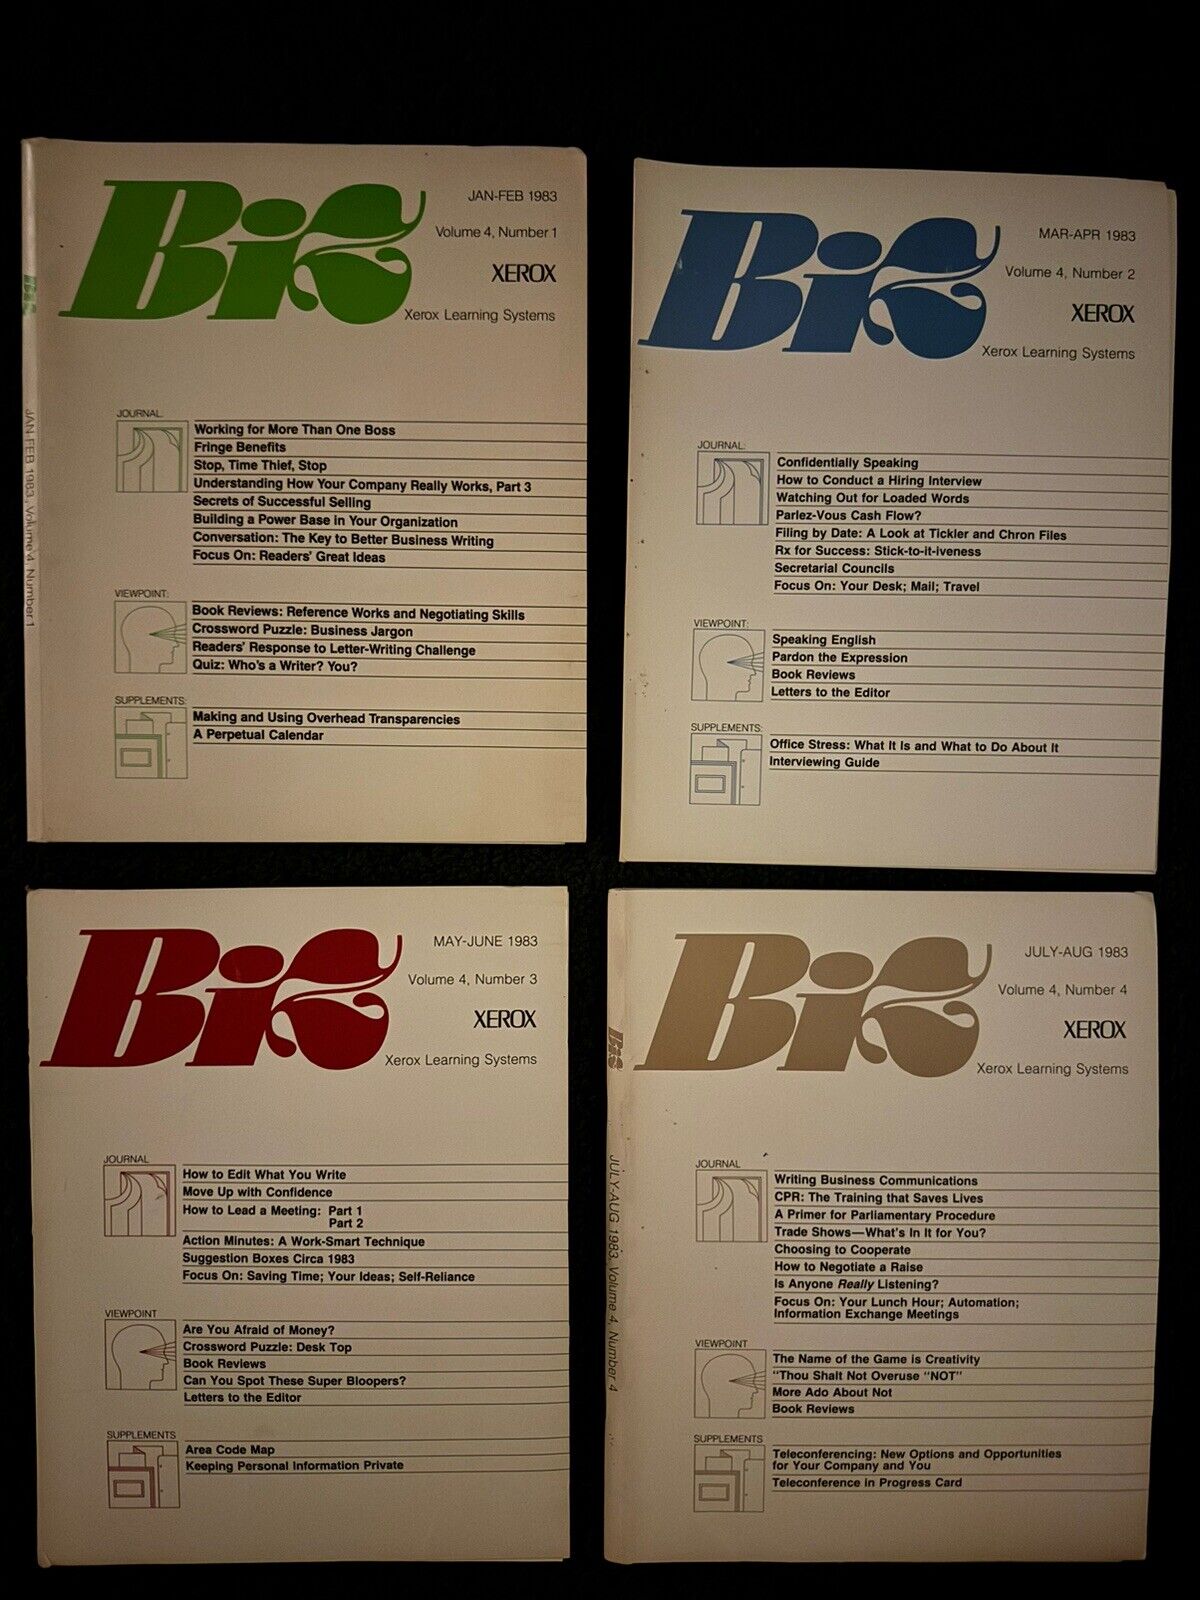 Biz
JAN-FEB 1983
Volume 4, Number 1
XEROX
Xerox Learning Systems
JOURNAL:
Working for More Than One Boss
Fringe Benefits
Stop, Time Thief, Stop
Understanding How Your Company Really Works, Part 3
Secrets of Successful Selling
Building a Power Base in Your Organization
Conversation: The Key to Better Business Writing
Focus On: Readers' Great Ideas
VIEWPOINT:
Book Reviews: Reference Works and Negotiating Skills
Crossword Puzzle: Business Jargon
Readers' Response to Letter-Writing Challenge
Quiz: Who's a Writer? You?
SUPPLEMENTS:
Making and Using Overhead Transparencies
A Perpetual Calendar
Biz
JAN-FEB 1983, Volume 4, Number 1
Biz
MAR-APR 1983
Volume 4, Number 2
XEROX
Xerox Learning Systems
JOURNAL:
Confidentially Speaking
How to Conduct a Hiring Interview
Watching Out for Loaded Words
Parlez-Vous Cash Flow?
Filing by Date: A Look at Tickler and Chron Files
Rx for Success: Stick-to-it-iveness
Secretarial Councils
Focus On: Your Desk; Mail; Travel
VIEWPOINT:
Speaking English
Pardon the Expression
Book Reviews
Letters to the Editor
SUPPLEMENTS:
Office Stress: What It Is and What to Do About It
Interviewing Guide
Biz
MAY-JUNE 1983
Volume 4, Number 3
XEROX
Xerox Learning Systems
JOURNAL
How to Edit What You Write
Move Up with Confidence
How to Lead a Meeting: Part 1
Part 2
Action Minutes: A Work-Smart Technique
Suggestion Boxes Circa 1983
Focus On: Saving Time; Your Ideas; Self-Reliance
VIEWPOINT
Are You Afraid of Money?
Crossword Puzzle: Desk Top
Book Reviews
Can You Spot These Super Bloopers?
Letters to the Editor
SUPPLEMENTS
Area Code Map
Keeping Personal Information Private
Biz
JULY-AUG 1983
Volume 4, Number 4
XEROX
Xerox Learning Systems
JOURNAL
Writing Business Communications
CPR: The Training that Saves Lives
A Primer for Parliamentary Procedure
Trade Shows—What's In It for You?
Choosing to Cooperate
How to Negotiate a Raise
Is Anyone Really Listening?
Focus On: Your Lunch Hour; Automation;
Information Exchange Meetings
VIEWPOINT
The Name of the Game is Creativity
"Thou Shalt Not Overuse "NOT"
More Ado About Not
Book Reviews
SUPPLEMENTS
Teleconferencing: New Options and Opportunities
for Your Company and You
Teleconference in Progress Card
Biz
JULY-AUG 1983, Volume 4, Number 4